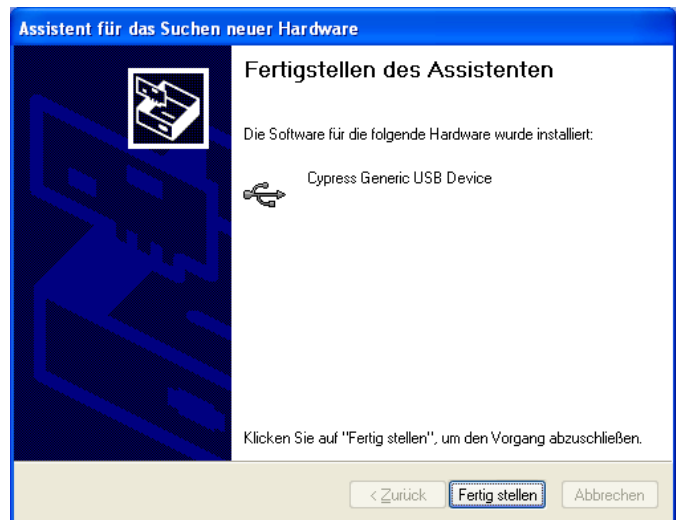 Assistent für das Suchen neuer Hardware
Fertigstellen des Assistenten
Die Software für die folgende Hardware wurde installiert:
Cypress Generic USB Device
Klicken Sie auf "Fertig stellen", um den Vorgang abzuschließen.
< Zurück Fertig stellen Abbrechen